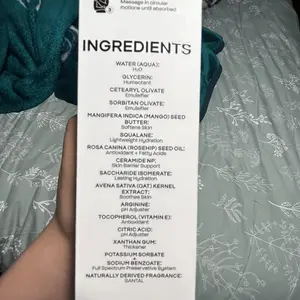 3
Massage in circular
motions until absorbed
INGREDIENTS
WATER (AQUA):
H₂O
GLYCERIN:
Humectant
CETEARYL OLIVATE
Emulsifier
SORBITAN OLIVATE:
Emulsifier
MANGIFERA INDICA (MANGO) SEED
BUTTER:
Softens Skin
SQUALANE:
Lightweight Hydration
ROSA CANINA (ROSEHIP) SEED OIL:
Antioxidant + Fatty Acids
CERAMIDE NP:
Skin Barrier Support
SACCHARIDE ISOMERATE:
Lasting Hydration
AVENA SATIVA (OAT) KERNEL
EXTRACT:
Soothes Skin
ARGININE:
pH Adjuster
TOCOPHEROL (VITAMIN E):
Antioxidant
CITRIC ACID:
pH Adjuster
XANTHAN GUM:
Thickener
POTASSIUM SORBATE
+
SODIUM BENZOATE:
Full Spectrum Preservative System
NATURALLY DERIVED FRAGRANCE:
SANTAL